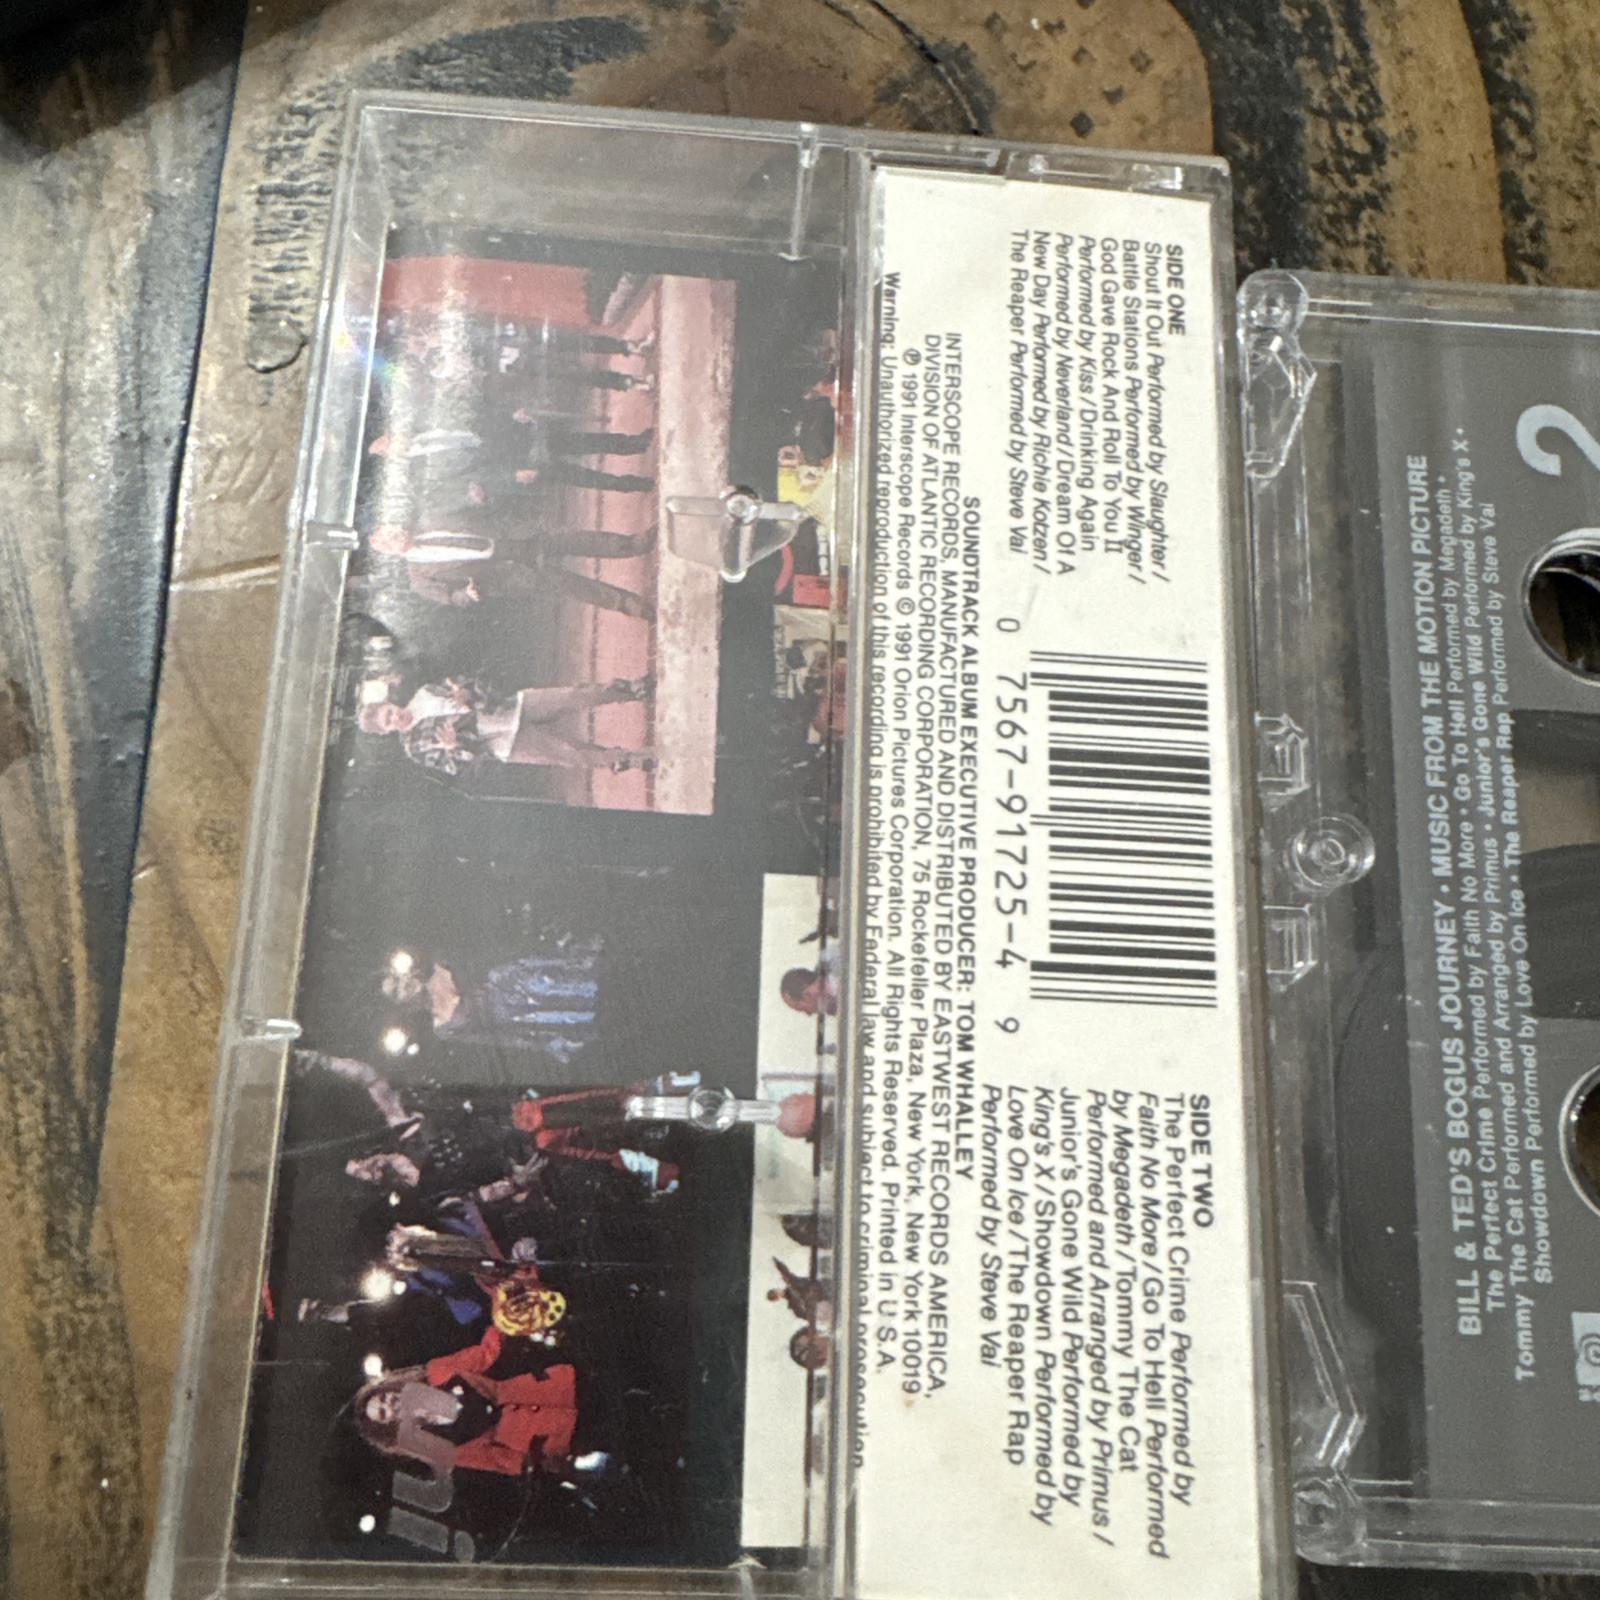 SIDE ONE
Shout It Out Performed by Slaughter /
Battle Stations Performed by Winger /
God Gave Rock And Roll To You II
Performed by Kiss / Drinking Again
Performed by Neverland / Dream Of A
New Day Performed by Richie Kotzen /
The Reaper Performed by Steve Vai
0 7567-91725-4 9
SIDE TWO
The Perfect Crime Performed by
Faith No More / Go To Hell Performed
by Megadeth / Tommy The Cat
Performed and Arranged by Primus /
Junior's Gone Wild Performed by
King's X / Showdown Performed by
Love On Ice / The Reaper Rap
Performed by Steve Vai
SOUNDTRACK ALBUM EXECUTIVE PRODUCER: TOM WHALLEY
INTERSCOPE RECORDS, MANUFACTURED AND DISTRIBUTED BY EASTWEST RECORDS AMERICA,
DIVISION OF ATLANTIC RECORDING CORPORATION, 75 Rockefeller Plaza, New York, New York 10019
℗ 1991 Interscope Records © 1991 Orion Pictures Corporation. All Rights Reserved. Printed in U.S.A.
Warning: Unauthorized reproduction of this recording is prohibited by Federal law and subject to criminal prosecution.
2
BILL & TED'S BOGUS JOURNEY • MUSIC FROM THE MOTION PICTURE
The Perfect Crime Performed by Faith No More • Go To Hell Performed by Megadeth •
Tommy The Cat Performed and Arranged by Primus • Junior's Gone Wild Performed by King's X •
Showdown Performed by Love On Ice • The Reaper Rap Performed by Steve Vai